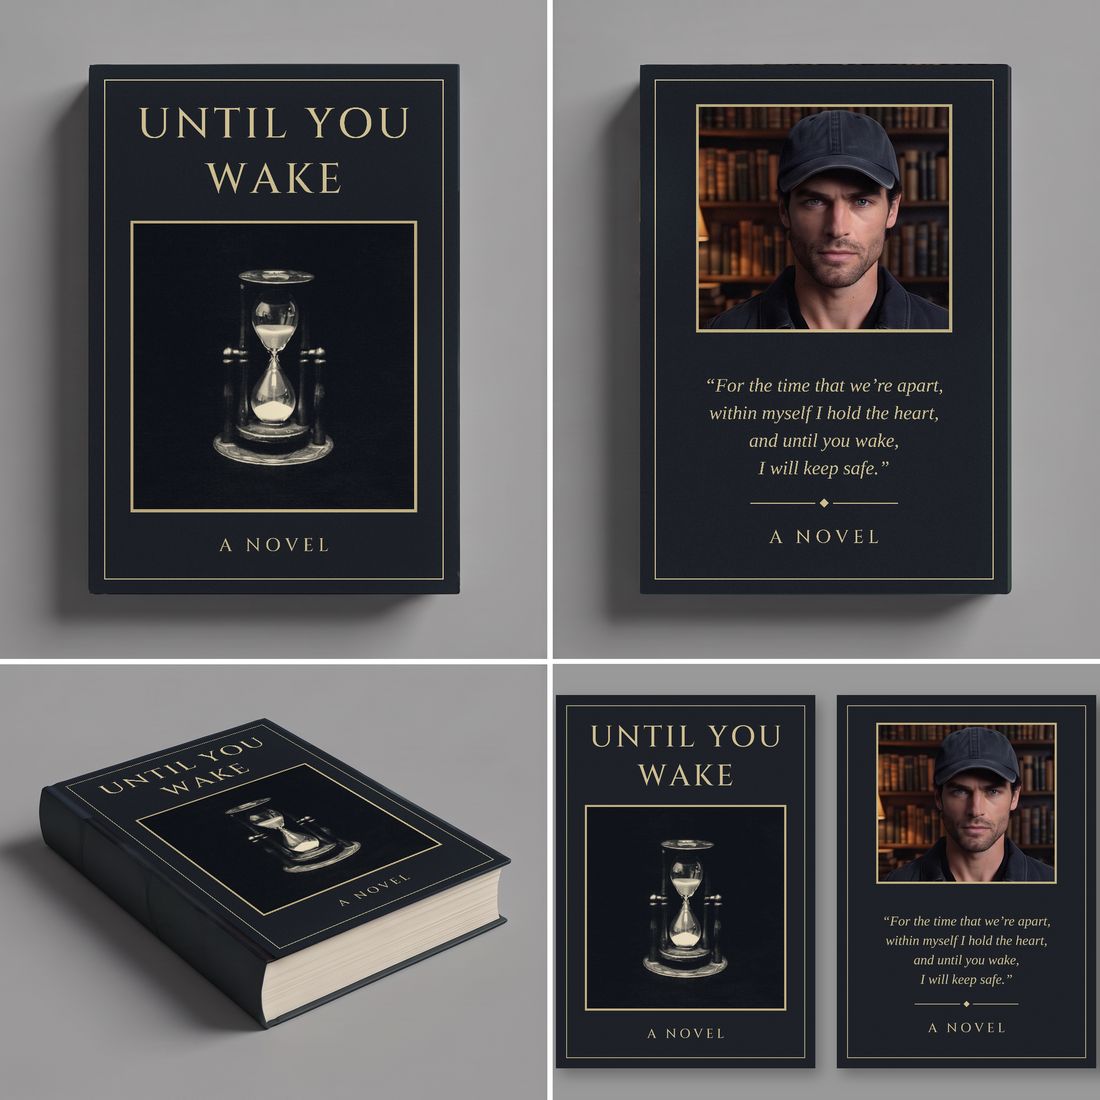 UNTIL YOU
WAKE
A NOVEL
“For the time that we’re apart,
within myself I hold the heart,
and until you wake,
I will keep safe.”
A NOVEL
UNTIL YOU
WAKE
A NOVEL
UNTIL YOU
WAKE
A NOVEL
“For the time that we’re apart,
within myself I hold the heart,
and until you wake,
I will keep safe.”
A NOVEL